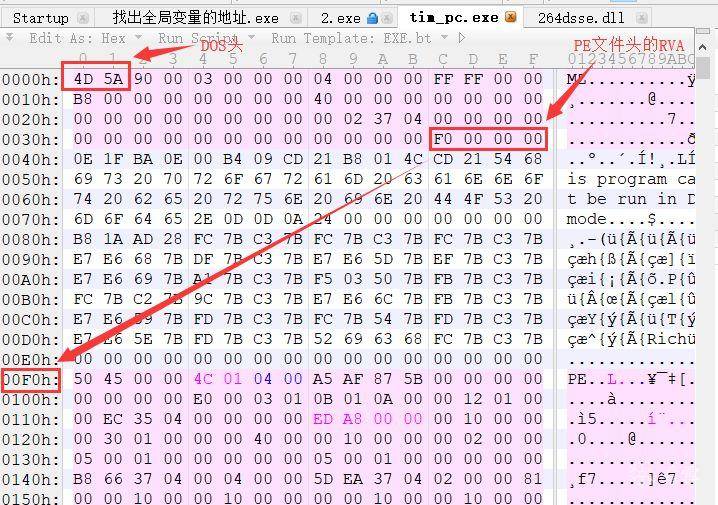 Startup 找出全局变量的地址.exe 2.exe tim_pc.exe 264dsse.dll
Edit As: Hex Run Script Run Template: EXE.bt
DOS头 PE文件头的RVA
0 1 2 3 4 5 6 7 8 9 A B C D E F 0123456789ABC
0000h: 4D 5A 90 00 03 00 00 00 04 00 00 00 FF FF 00 00 MZ..........ÿ
0010h: B8 00 00 00 00 00 00 00 40 00 00 00 00 00 00 00 ¸.......@....
0020h: 00 00 00 00 00 00 00 00 00 02 37 04 00 00 00 00 ..........7..
0030h: 00 00 00 00 00 00 00 00 00 00 00 00 F0 00 00 00 ............ð
0040h: 0E 1F BA 0E 00 B4 09 CD 21 B8 01 4C CD 21 54 68 ..º..´.Í!¸.LÍ
0050h: 69 73 20 70 72 6F 67 72 61 6D 20 63 61 6E 6E 6F is program ca
0060h: 74 20 62 65 20 72 75 6E 20 69 6E 20 44 4F 53 20 t be run in D
0070h: 6D 6F 64 65 2E 0D 0D 0A 24 00 00 00 00 00 00 00 mode....$....
0080h: B8 1A AD 28 FC 7B C3 7B FC 7B C3 7B FC 7B C3 7B ¸.-(ü{Ã{ü{Ã{ü
0090h: E7 E6 68 7B DF 7B C3 7B E7 E6 5D 7B EF 7B C3 7B çæh{ß{Ã{çæ]{ï
00A0h: E7 E6 69 7B A1 7B C3 7B F5 03 50 7B FB 7B C3 7B çæi{¡{Ã{õ.P{û
00B0h: FC 7B C2 7B 9C 7B C3 7B E7 E6 6C 7B FB 7B C3 7B ü{Â{œ{Ã{çæl{û
00C0h: E7 E6 59 7B FD 7B C3 7B FC 7B 54 7B FD 7B C3 7B çæY{ý{Ã{ü{T{ý
00D0h: E7 E6 5E 7B FD 7B C3 7B 52 69 63 68 FC 7B C3 7B çæ^{ý{Ã{Richü
00E0h: 00 00 00 00 00 00 00 00 00 00 00 00 00 00 00 00 .............
00F0h: 50 45 00 00 4C 01 04 00 A5 AF 87 5B 00 00 00 00 PE..L...¥¯‡[.
0100h: 00 00 00 00 E0 00 03 01 0B 01 0A 00 00 12 01 00 ....à........
0110h: 00 EC 35 04 00 00 00 00 ED A8 00 00 00 10 00 00 .ì5.....í¨...
0120h: 00 30 01 00 00 00 40 00 00 10 00 00 00 02 00 00 .0....@......
0130h: 05 00 01 00 00 00 00 00 05 00 01 00 00 00 00 00 .............
0140h: B8 66 37 04 00 04 00 00 5D EA 37 04 02 00 00 81 ¸f7.....]ê7..
0150h: 00 00 10 00 00 10 00 00 00 00 10 00 00 10 00 00